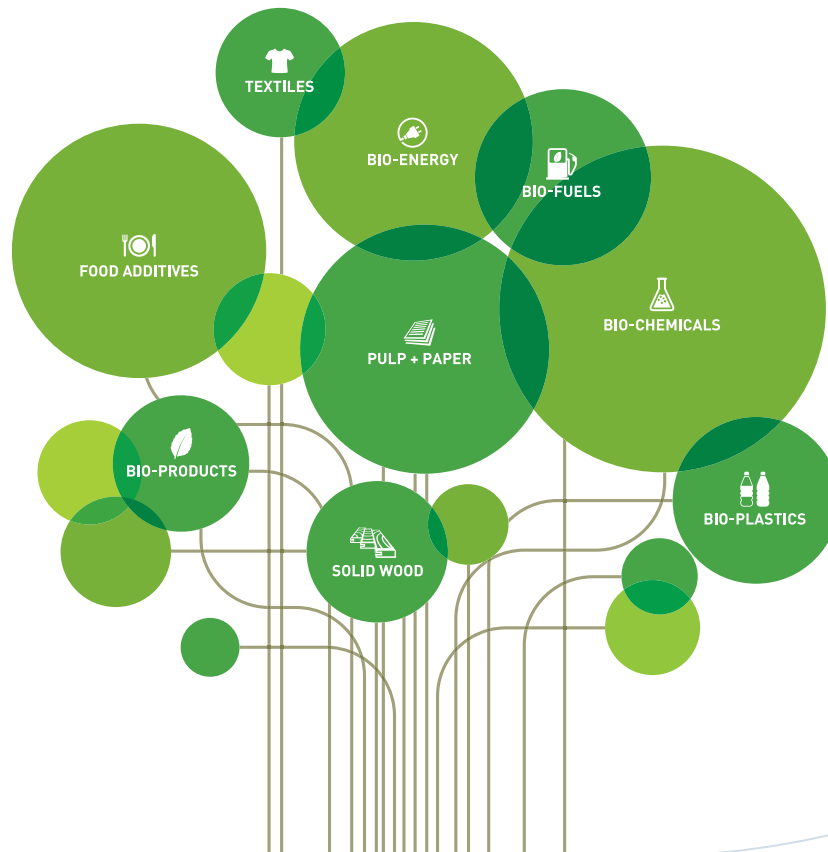 TEXTILES
BIO-ENERGY
BIO-FUELS
FOOD ADDITIVES
BIO-CHEMICALS
PULP + PAPER
BIO-PRODUCTS
BIO-PLASTICS
SOLID WOOD